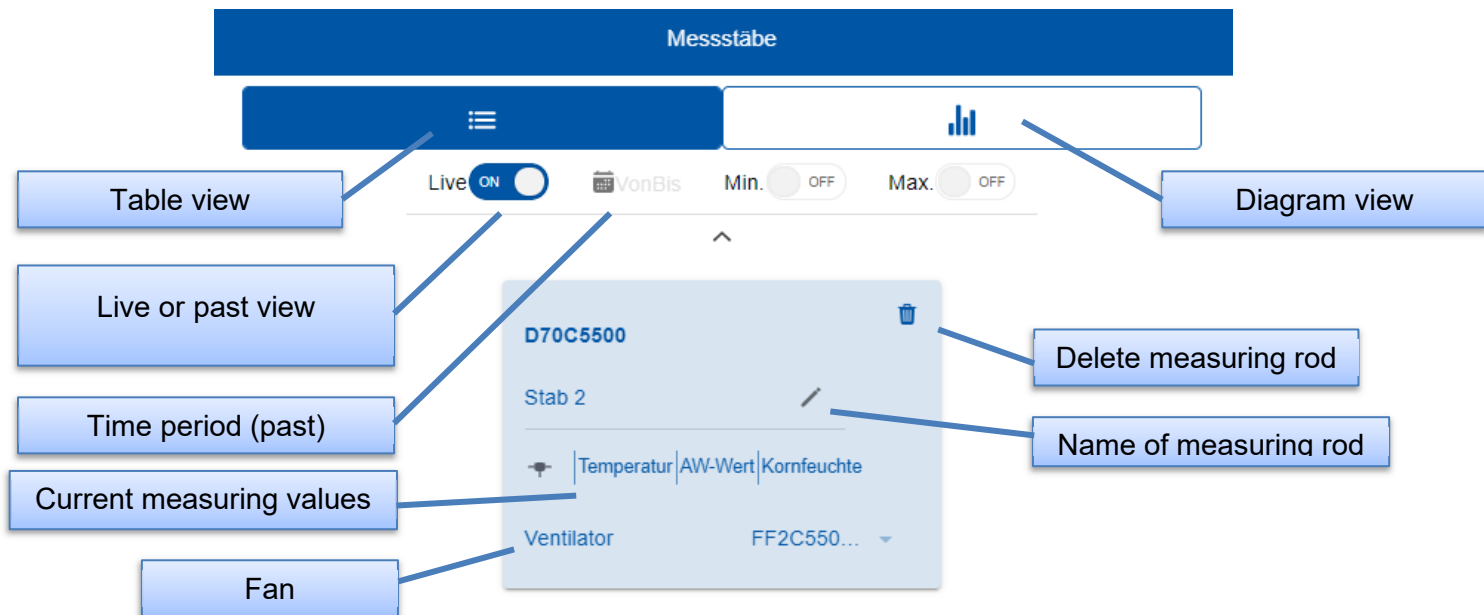 Messstäbe
Table view
Live ON
VonBis
Min. OFF
Max. OFF
Diagram view
Live or past view
D70C5500
Delete measuring rod
Stab 2
Time period (past)
Name of measuring rod
Temperatur AW-Wert Kornfeuchte
Current measuring values
Ventilator FF2C550...
Fan